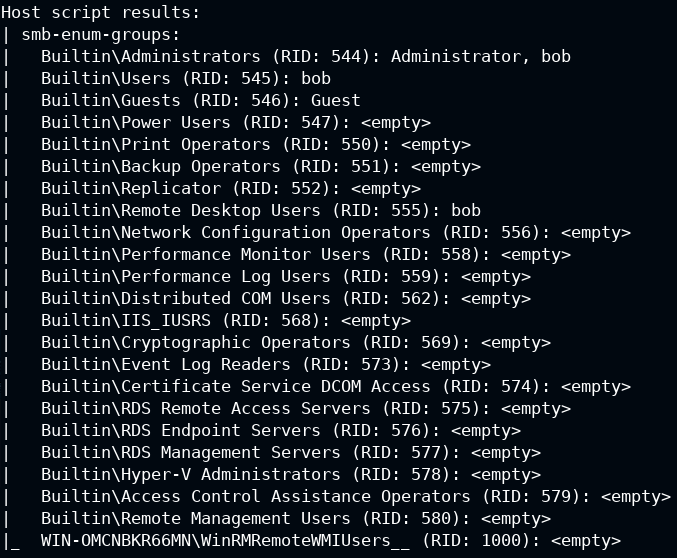 Host script results:
| smb-enum-groups:
|   Builtin\Administrators (RID: 544): Administrator, bob
|   Builtin\Users (RID: 545): bob
|   Builtin\Guests (RID: 546): Guest
|   Builtin\Power Users (RID: 547): <empty>
|   Builtin\Print Operators (RID: 550): <empty>
|   Builtin\Backup Operators (RID: 551): <empty>
|   Builtin\Replicator (RID: 552): <empty>
|   Builtin\Remote Desktop Users (RID: 555): bob
|   Builtin\Network Configuration Operators (RID: 556): <empty>
|   Builtin\Performance Monitor Users (RID: 558): <empty>
|   Builtin\Performance Log Users (RID: 559): <empty>
|   Builtin\Distributed COM Users (RID: 562): <empty>
|   Builtin\IIS_IUSRS (RID: 568): <empty>
|   Builtin\Cryptographic Operators (RID: 569): <empty>
|   Builtin\Event Log Readers (RID: 573): <empty>
|   Builtin\Certificate Service DCOM Access (RID: 574): <empty>
|   Builtin\RDS Remote Access Servers (RID: 575): <empty>
|   Builtin\RDS Endpoint Servers (RID: 576): <empty>
|   Builtin\RDS Management Servers (RID: 577): <empty>
|   Builtin\Hyper-V Administrators (RID: 578): <empty>
|   Builtin\Access Control Assistance Operators (RID: 579): <empty>
|   Builtin\Remote Management Users (RID: 580): <empty>
|_  WIN-OMCNBKR66MN\WinRMRemoteWMIUsers__ (RID: 1000): <empty>